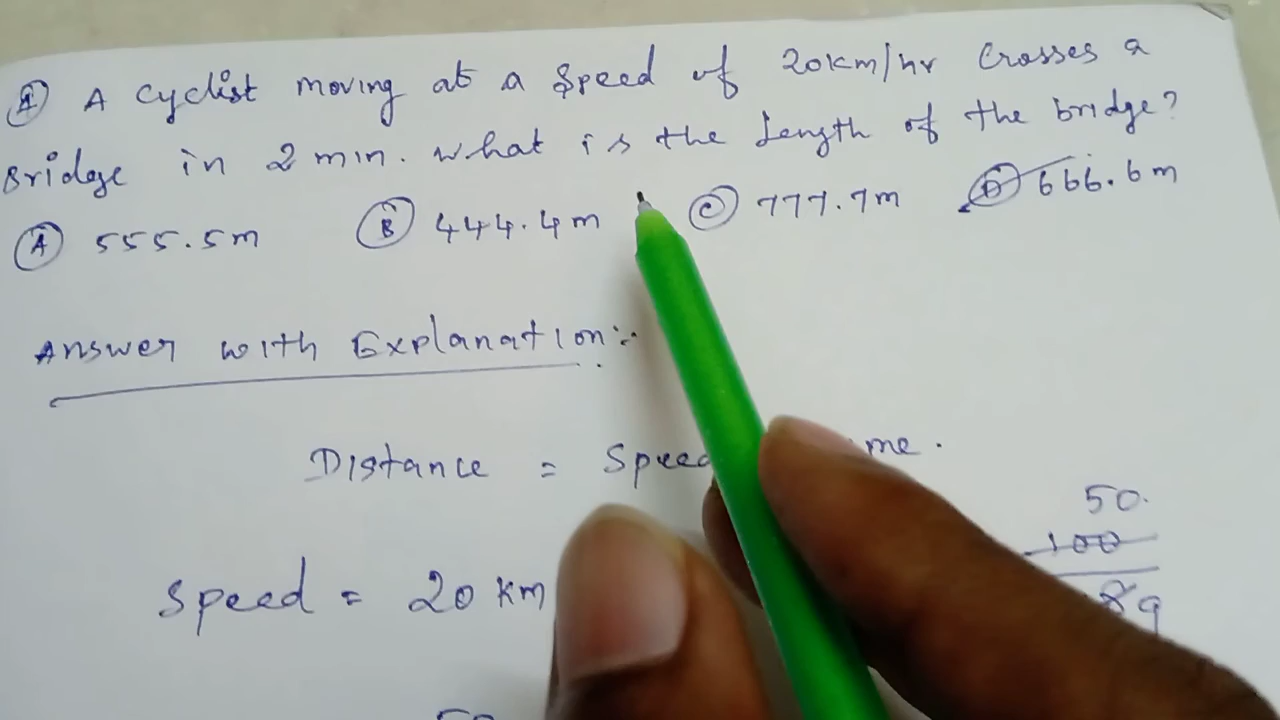 A cyclist moving at a speed of 20km/hr crosses a
Bridge in 2 min. what is the length of the bridge?
A 555.5m B 444.4m C 777.7m D 666.6m
Answer with Explanation:-
Distance = Speed me.
50.
100
Speed = 20 km 9
50